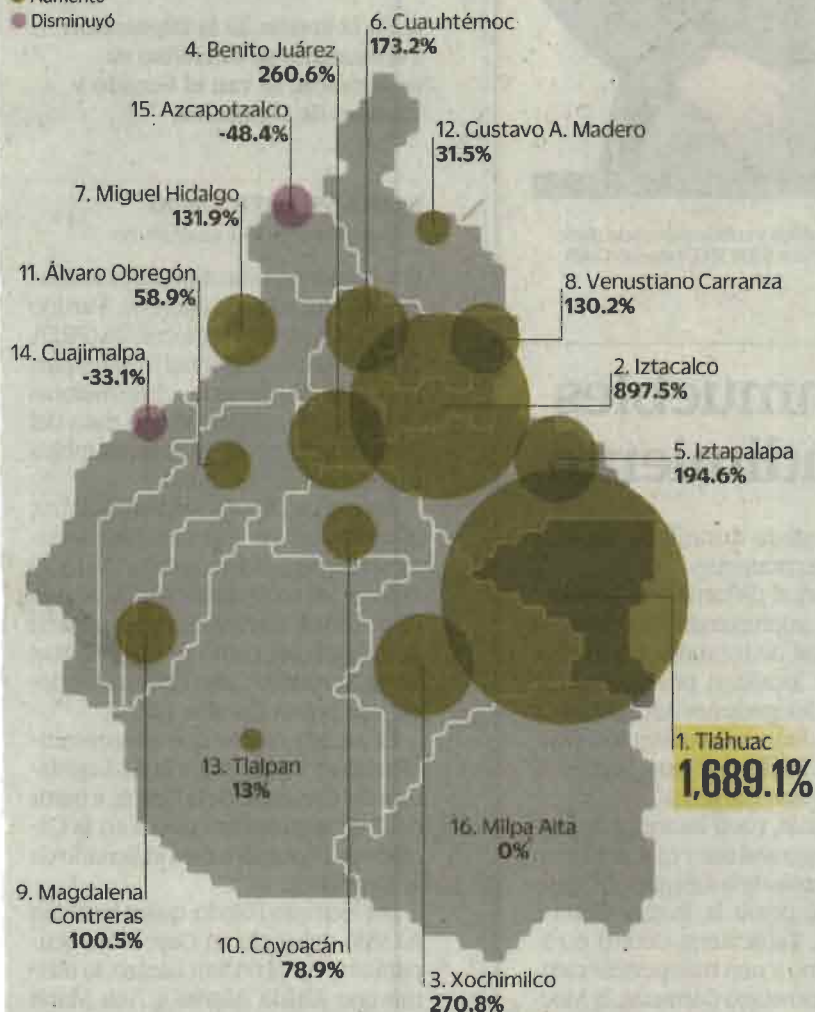 Disminuyó
6. Cuauhtémoc
173.2%
4. Benito Juárez
260.6%
15. Azcapotzalco
-48.4%
12. Gustavo A. Madero
31.5%
7. Miguel Hidalgo
131.9%
11. Álvaro Obregón
58.9%
8. Venustiano Carranza
130.2%
14. Cuajimalpa
-33.1%
2. Iztacalco
897.5%
5. Iztapalapa
194.6%
1. Tláhuac
1,689.1%
13. Tlalpan
13%
16. Milpa Alta
0%
9. Magdalena
Contreras
100.5%
10. Coyoacán
78.9%
3. Xochimilco
270.8%